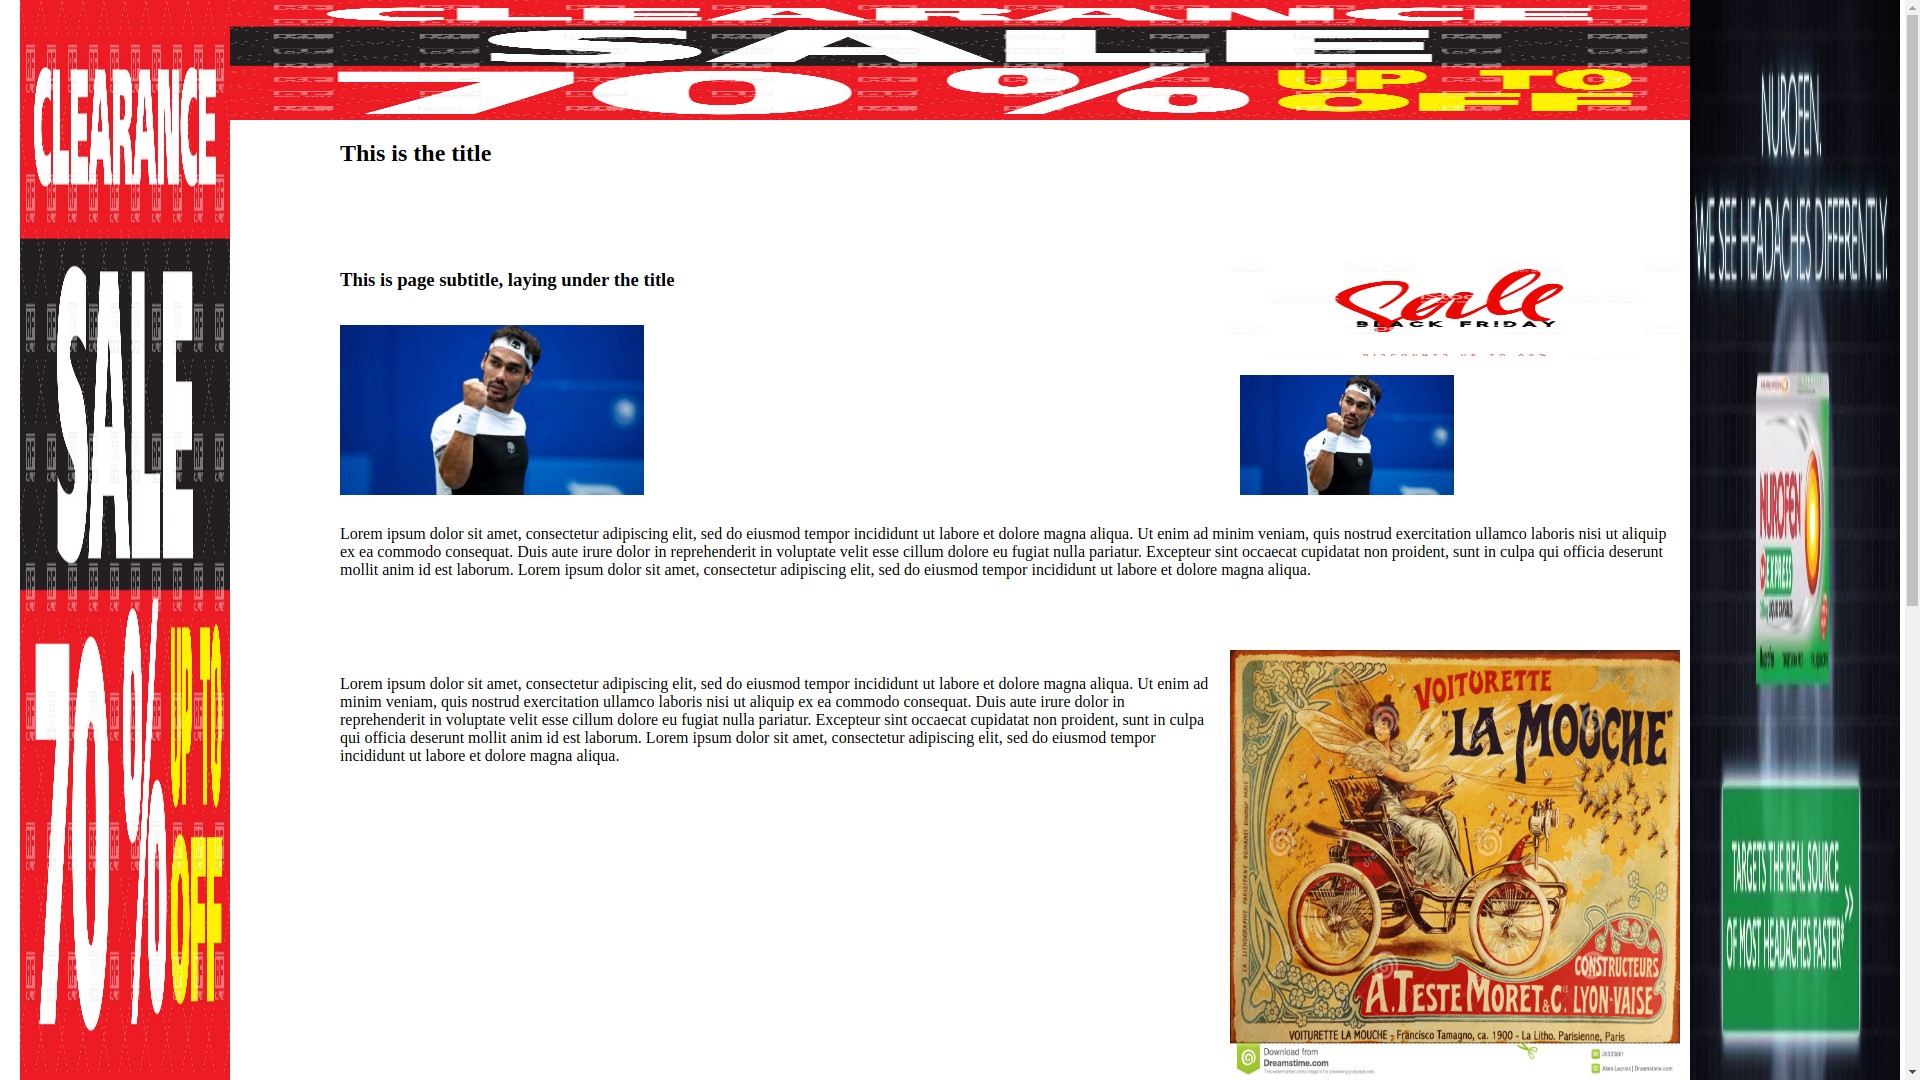 CLEARANCE
SALE
70% UP TO
OFF
CLEARANCE
SALE
70%
UP TO
OFF
This is the title
This is page subtitle, laying under the title
Sale
BLACK FRIDAY
Lorem ipsum dolor sit amet, consectetur adipiscing elit, sed do eiusmod tempor incididunt ut labore et dolore magna aliqua. Ut enim ad minim veniam, quis nostrud exercitation ullamco laboris nisi ut aliquip
ex ea commodo consequat. Duis aute irure dolor in reprehenderit in voluptate velit esse cillum dolore eu fugiat nulla pariatur. Excepteur sint occaecat cupidatat non proident, sunt in culpa qui officia deserunt
mollit anim id est laborum. Lorem ipsum dolor sit amet, consectetur adipiscing elit, sed do eiusmod tempor incididunt ut labore et dolore magna aliqua.
Lorem ipsum dolor sit amet, consectetur adipiscing elit, sed do eiusmod tempor incididunt ut labore et dolore magna aliqua. Ut enim ad
minim veniam, quis nostrud exercitation ullamco laboris nisi ut aliquip ex ea commodo consequat. Duis aute irure dolor in
reprehenderit in voluptate velit esse cillum dolore eu fugiat nulla pariatur. Excepteur sint occaecat cupidatat non proident, sunt in culpa
qui officia deserunt mollit anim id est laborum. Lorem ipsum dolor sit amet, consectetur adipiscing elit, sed do eiusmod tempor
incididunt ut labore et dolore magna aliqua.
VOITURETTE
"LA MOUCHE"
CONSTRUCTEURS
A. TESTE MORET & Cie LYON-VAISE
VOITURETTE LA MOUCHE - Francisco Tamagno, ca. 1900 - La Litho. Parisienne, Paris
Download from
Dreamstime.com
Alan Lacroix | Dreamstime.com
NUROFEN.
WE SEE HEADACHES DIFFERENTLY.
NUROFEN
EXPRESS
TARGETS THE REAL SOURCE
OF MOST HEADACHES FASTER*
»